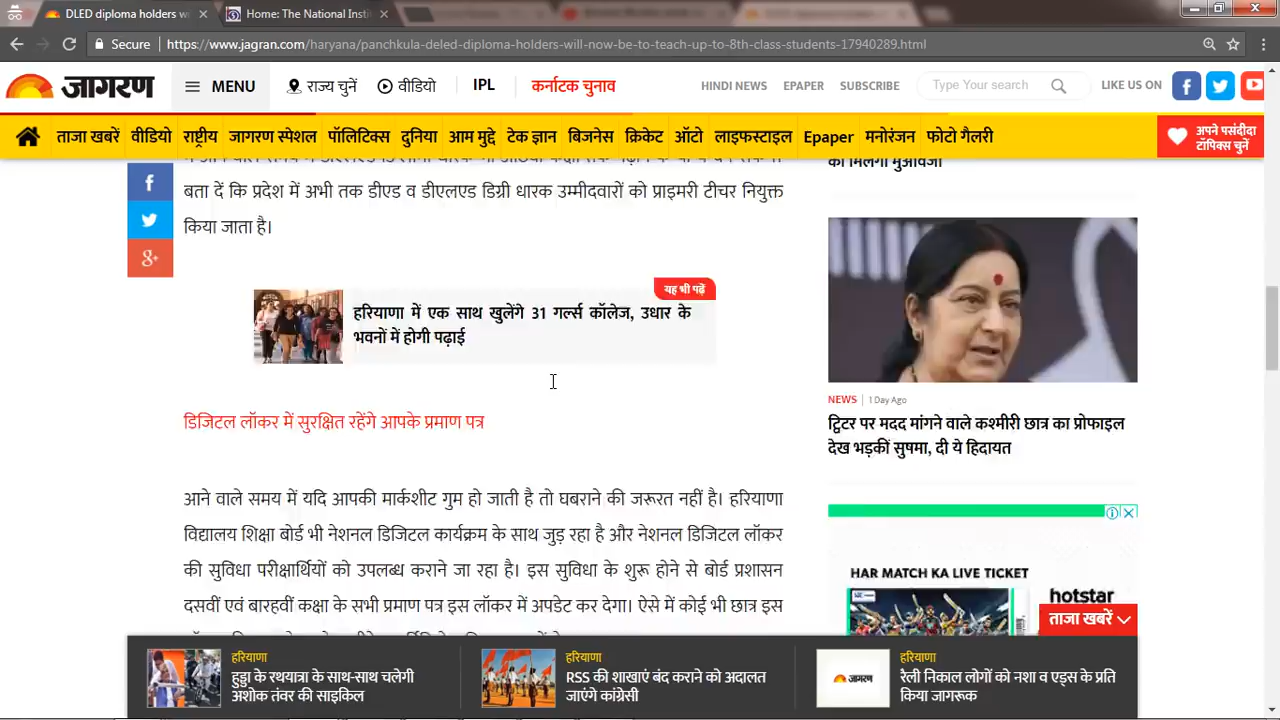 DLED diploma holders w
Home: The National Insti
Secure
https://www.jagran.com/haryana/panchkula-deled-diploma-holders-will-now-be-to-teach-up-to-8th-class-students-17940289.html
जागरण
MENU
राज्य चुनें
वीडियो
IPL
कर्नाटक चुनाव
HINDI NEWS
EPAPER
SUBSCRIBE
Type Your Search
LIKE US ON
ताजा खबरें
वीडियो
राष्ट्रीय
जागरण स्पेशल
पॉलिटिक्स
दुनिया
आम मुद्दे
टेक ज्ञान
बिजनेस
क्रिकेट
ऑटो
लाइफस्टाइल
Epaper
मनोरंजन
फोटो गैलरी
अपने पसंदीदा
टॉपिक्स चुनें
बता दें कि प्रदेश में अभी तक डीएड व डीएलएड डिग्री धारक उम्मीदवारों को प्राइमरी टीचर नियुक्त
किया जाता है।
यह भी पढ़ें
हरियाणा में एक साथ खुलेंगे 31 गर्ल्स कॉलेज, उधार के
भवनों में होगी पढ़ाई
डिजिटल लॉकर में सुरक्षित रहेंगे आपके प्रमाण पत्र
आने वाले समय में यदि आपकी मार्कशीट गुम हो जाती है तो घबराने की जरूरत नहीं है। हरियाणा
विद्यालय शिक्षा बोर्ड भी नेशनल डिजिटल कार्यक्रम के साथ जुड़ रहा है और नेशनल डिजिटल लॉकर
की सुविधा परीक्षार्थियों को उपलब्ध कराने जा रहा है। इस सुविधा के शुरू होने से बोर्ड प्रशासन
दसवीं एवं बारहवीं कक्षा के सभी प्रमाण पत्र इस लॉकर में अपडेट कर देगा। ऐसे में कोई भी छात्र इस
को मिलेगा मुआवजा
NEWS
1 Day Ago
ट्विटर पर मदद मांगने वाले कश्मीरी छात्र का प्रोफाइल
देख भड़कीं सुषमा, दी ये हिदायत
HAR MATCH KA LIVE TICKET
hotstar
ताजा खबरें
हरियाणा
हुड्डा के रथयात्रा के साथ-साथ चलेगी
अशोक तंवर की साइकिल
हरियाणा
RSS की शाखाएं बंद कराने को अदालत
जाएंगे कांग्रेसी
जागरण
हरियाणा
रैली निकाल लोगों को नशा व एड्स के प्रति
किया जागरूक